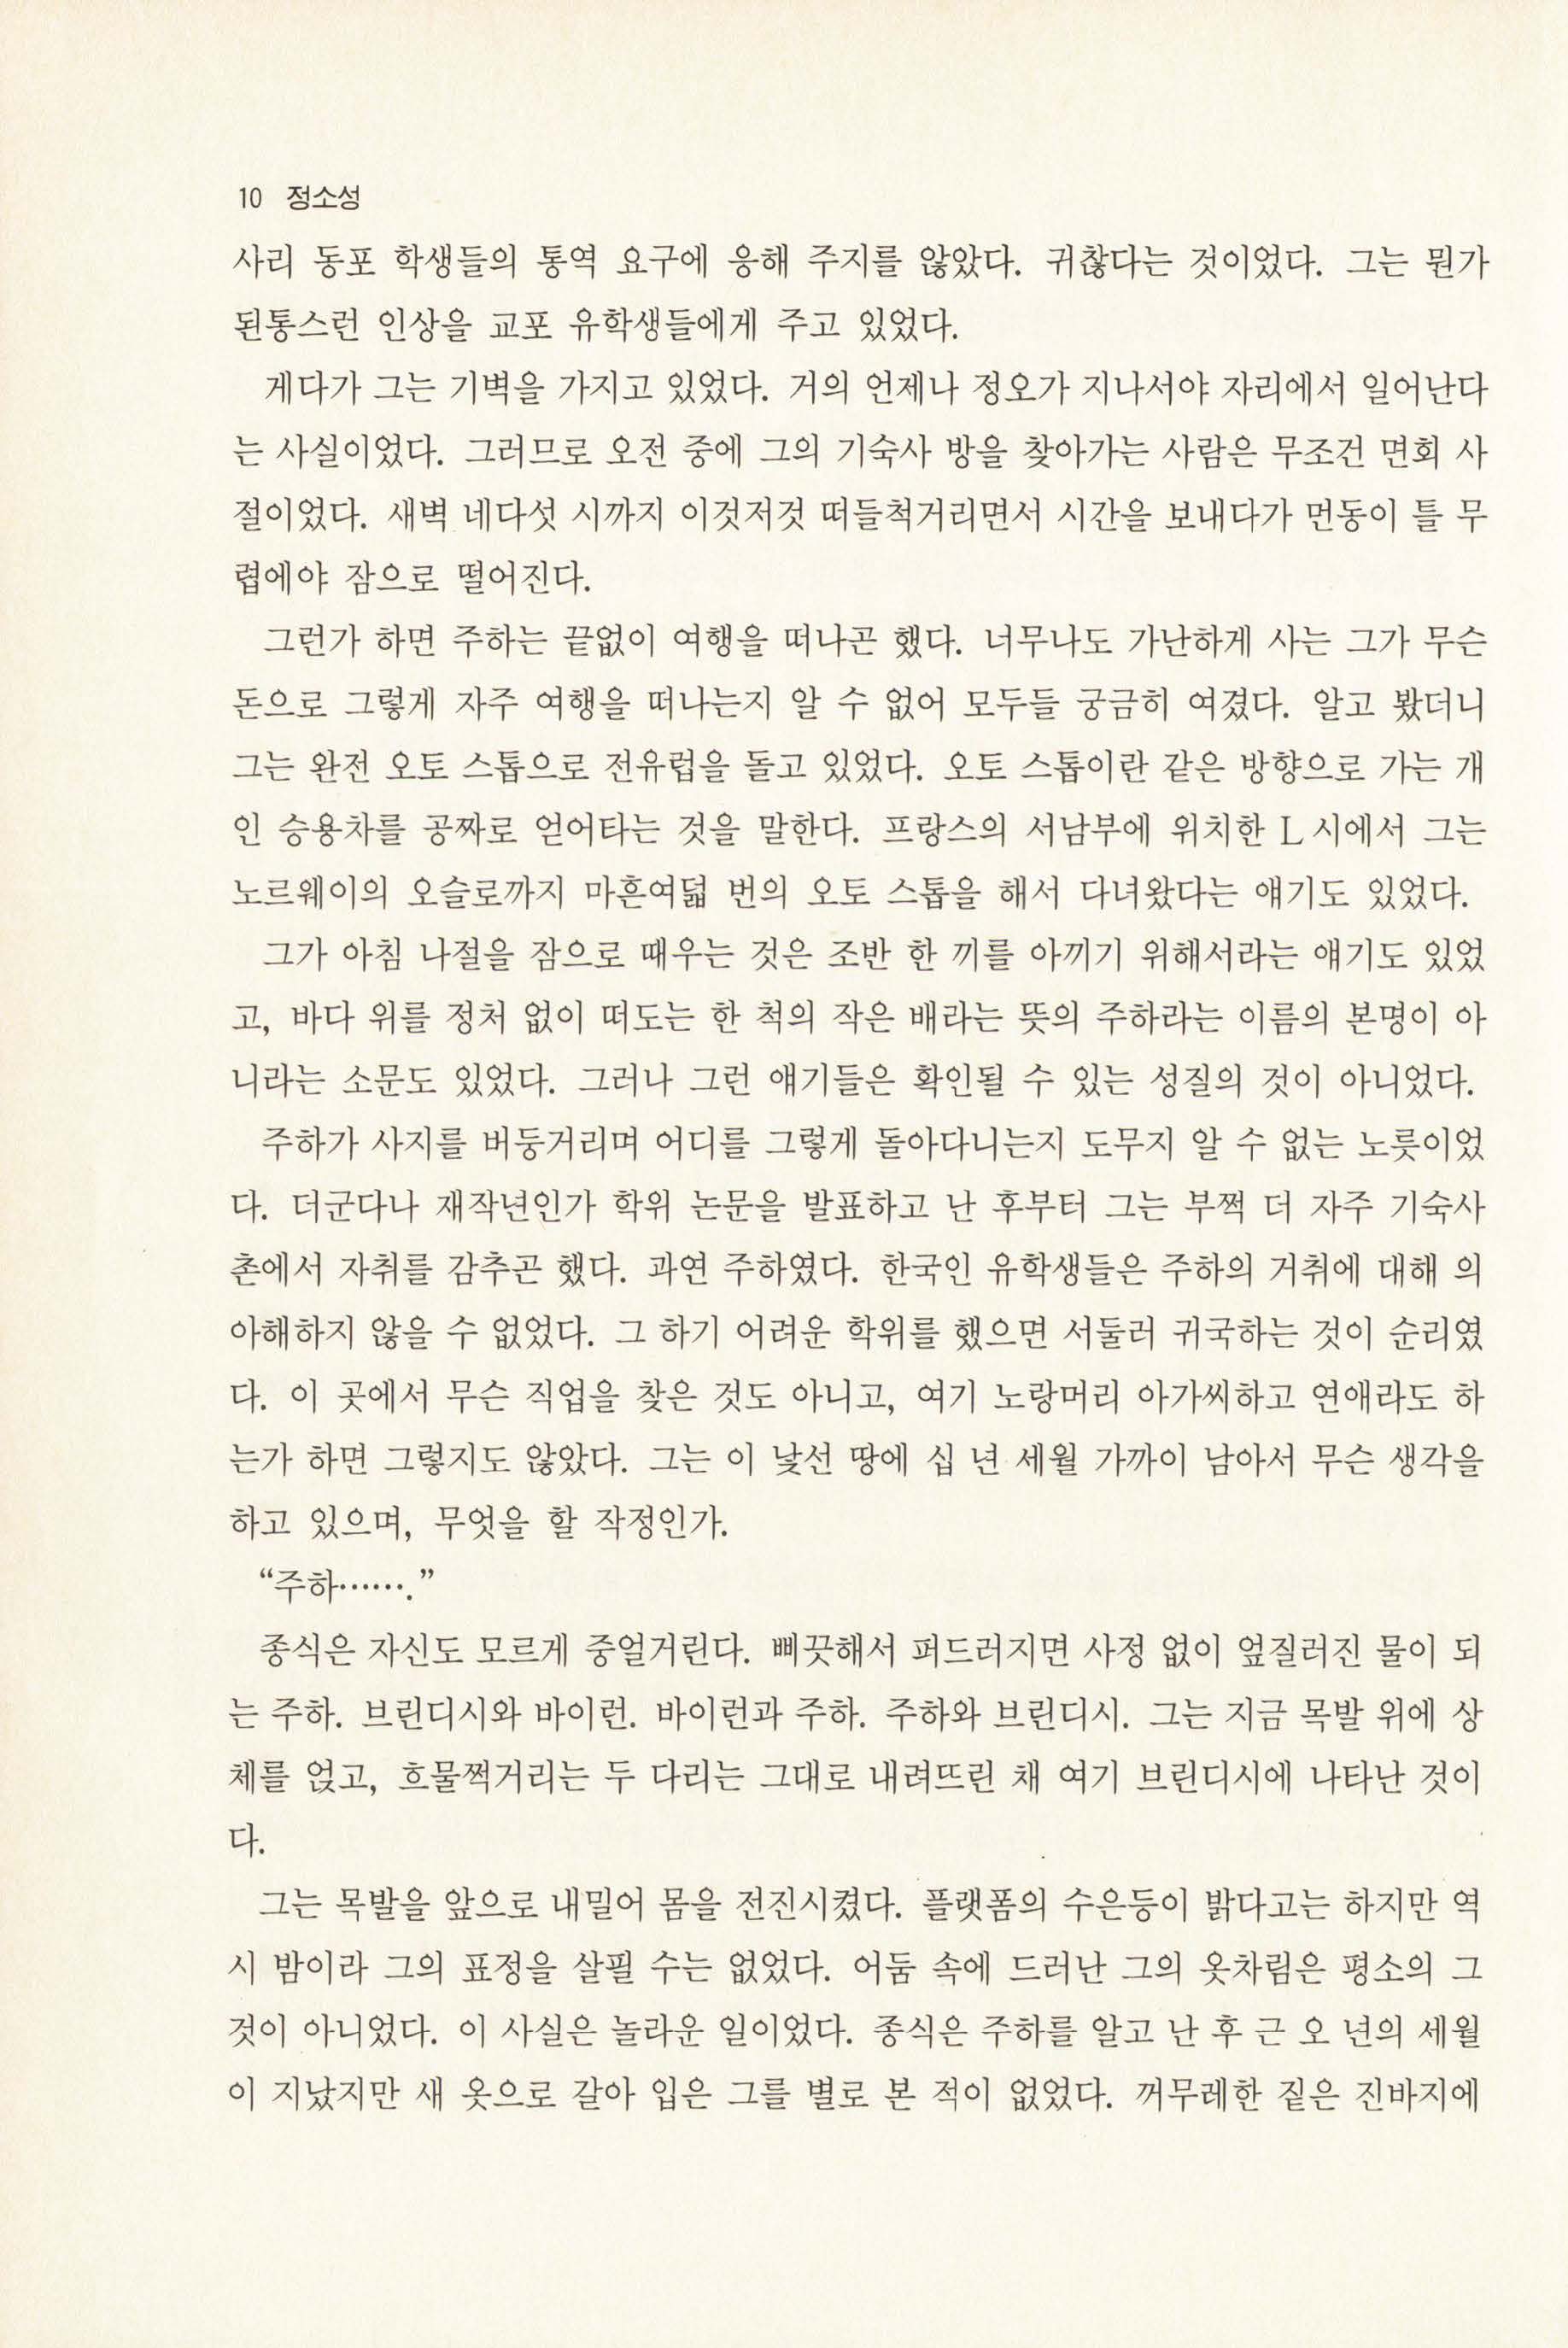 10 정소성
사리 동포 학생들의 통역 요구에 응해 주지를 않았다. 귀찮다는 것이었다. 그는 뭔가
된통스런 인상을 교포 유학생들에게 주고 있었다.
게다가 그는 기벽을 가지고 있었다. 거의 언제나 정오가 지나서야 자리에서 일어난다
는 사실이었다. 그러므로 오전 중에 그의 기숙사 방을 찾아가는 사람은 무조건 면회 사
절이었다. 새벽 네다섯 시까지 이것저것 떠들척거리면서 시간을 보내다가 먼동이 틀 무
렵에야 잠으로 떨어진다.
그런가 하면 주하는 끝없이 여행을 떠나곤 했다. 너무나도 가난하게 사는 그가 무슨
돈으로 그렇게 자주 여행을 떠나는지 알 수 없어 모두들 궁금히 여겼다. 알고 봤더니
그는 완전 오토 스톱으로 전유럽을 돌고 있었다. 오토 스톱이란 같은 방향으로 가는 개
인 승용차를 공짜로 얻어타는 것을 말한다. 프랑스의 서남부에 위치한 L시에서 그는
노르웨이의 오슬로까지 마흔여덟 번의 오토 스톱을 해서 다녀왔다는 얘기도 있었다.
그가 아침 나절을 잠으로 때우는 것은 조반 한 끼를 아끼기 위해서라는 얘기도 있었
고, 바다 위를 정처 없이 떠도는 한 척의 작은 배라는 뜻의 주하라는 이름의 본명이 아
니라는 소문도 있었다. 그러나 그런 얘기들은 확인될 수 있는 성질의 것이 아니었다.
주하가 사지를 버둥거리며 어디를 그렇게 돌아다니는지 도무지 알 수 없는 노릇이었
다. 더군다나 재작년인가 학위 논문을 발표하고 난 후부터 그는 부쩍 더 자주 기숙사
촌에서 자취를 감추곤 했다. 과연 주하였다. 한국인 유학생들은 주하의 거취에 대해 의
아해하지 않을 수 없었다. 그 하기 어려운 학위를 했으면 서둘러 귀국하는 것이 순리였
다. 이 곳에서 무슨 직업을 찾은 것도 아니고, 여기 노랑머리 아가씨하고 연애라도 하
는가 하면 그렇지도 않았다. 그는 이 낯선 땅에 십 년 세월 가까이 남아서 무슨 생각을
하고 있으며, 무엇을 할 작정인가.
“주하…….”
종식은 자신도 모르게 중얼거린다. 삐끗해서 퍼드러지면 사정 없이 엎질러진 물이 되
는 주하. 브린디시와 바이런. 바이런과 주하. 주하와 브린디시. 그는 지금 목발 위에 상
체를 얹고, 흐물쩍거리는 두 다리는 그대로 내려뜨린 채 여기 브린디시에 나타난 것이
다.
그는 목발을 앞으로 내밀어 몸을 전진시켰다. 플랫폼의 수은등이 밝다고는 하지만 역
시 밤이라 그의 표정을 살필 수는 없었다. 어둠 속에 드러난 그의 옷차림은 평소의 그
것이 아니었다. 이 사실은 놀라운 일이었다. 종식은 주하를 알고 난 후 근 오 년의 세월
이 지났지만 새 옷으로 갈아 입은 그를 별로 본 적이 없었다. 꺼무레한 짙은 진바지에